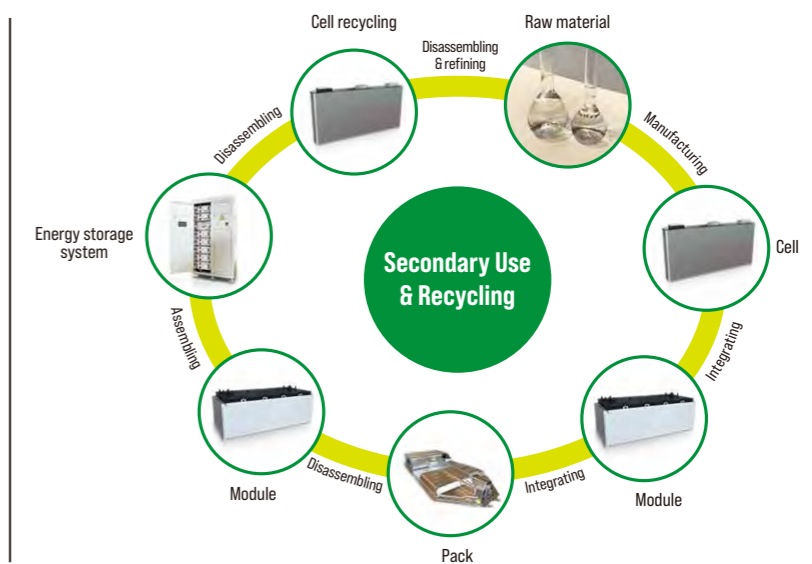 Cell recycling
Disassembling
& refining
Raw material
Manufacturing
Cell
Integrating
Module
Integrating
Pack
Disassembling
Module
Assembling
Energy storage
system
Disassembling
Secondary Use
& Recycling